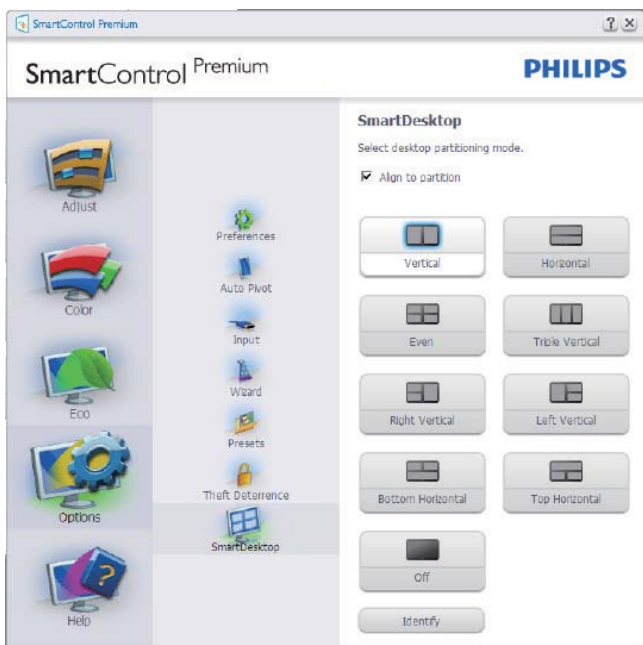 SmartControl Premium
SmartControl Premium
PHILIPS
Adjust
Color
Eco
Options
Help
Preferences
Auto Pivot
Input
Wizard
Presets
Theft Deterrence
SmartDesktop
SmartDesktop
Select desktop partitioning mode.
Align to partition
Vertical
Horizontal
Even
Triple Vertical
Right Vertical
Left Vertical
Bottom Horizontal
Top Horizontal
Off
Identify